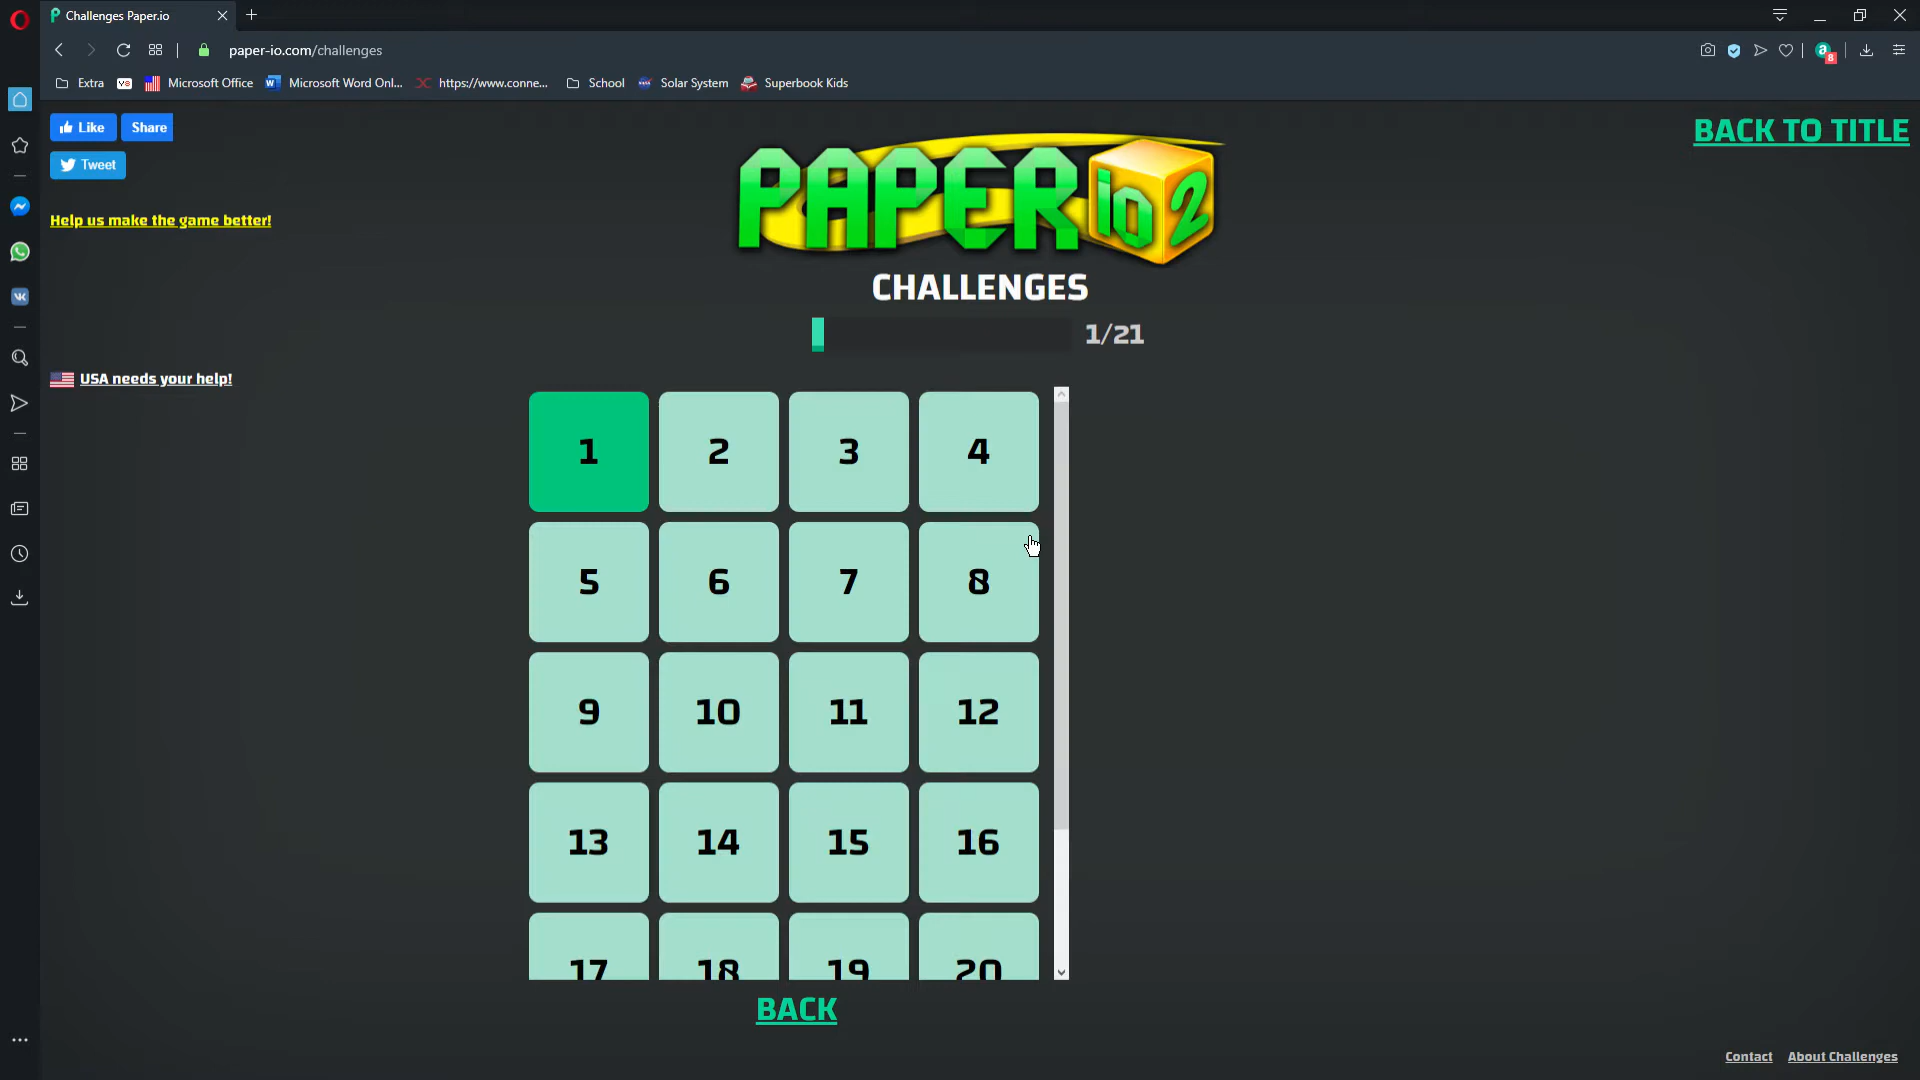 Challenges Paper.io
paper-io.com/challenges
8
Extra
VB
Microsoft Office
Microsoft Word Onl...
https://www.conne...
School
Solar System
Superbook Kids
Like
Share
Tweet
Help us make the game better!
USA needs your help!
BACK TO TITLE
PAPER io 2
CHALLENGES
1/21
1 2 3 4
5 6 7 8
9 10 11 12
13 14 15 16
17 18 19 20
BACK
Contact
About Challenges